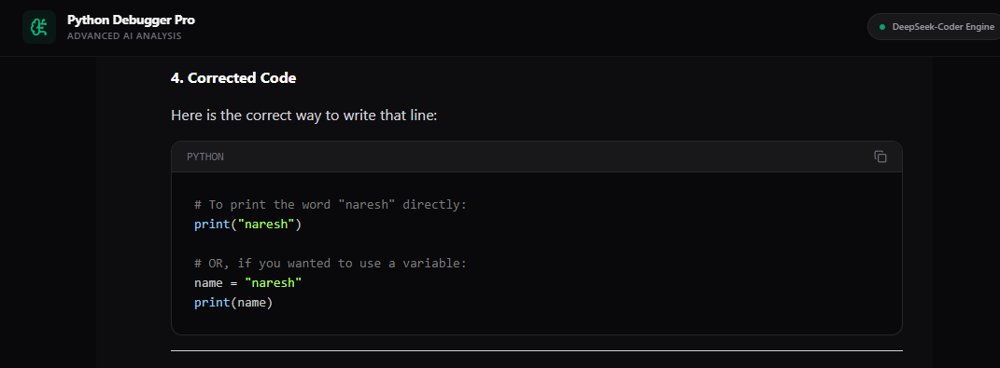 Python Debugger Pro
ADVANCED AI ANALYSIS
DeepSeek-Coder Engine
4. Corrected Code
Here is the correct way to write that line:
PYTHON
# To print the word "naresh" directly:
print("naresh")
# OR, if you wanted to use a variable:
name = "naresh"
print(name)